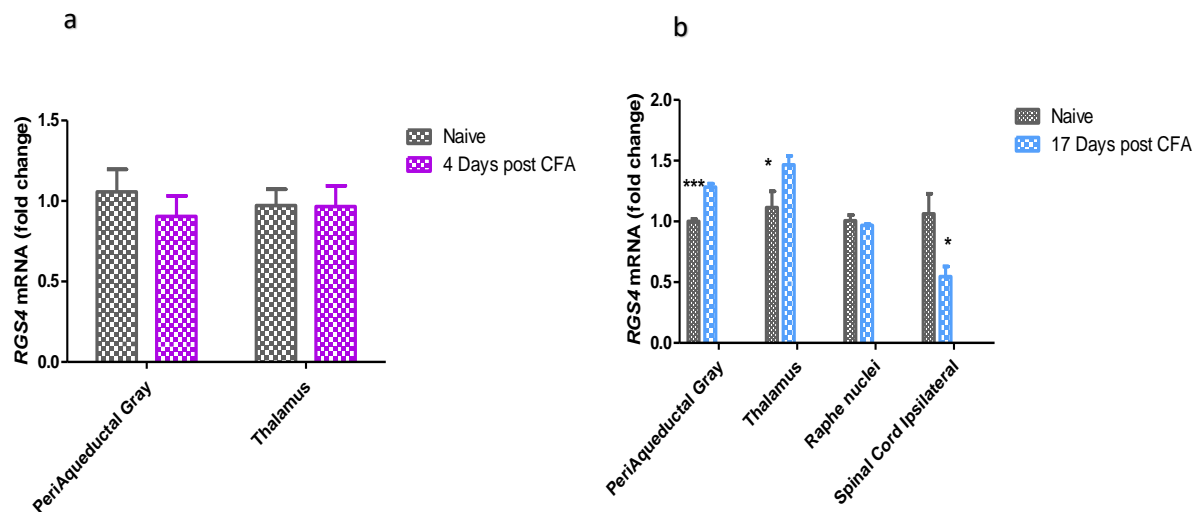 a
RGS4 mRNA (fold change)
1.5
1.0
0.5
0.0
PeriAqueductal Gray
Thalamus
Naive
4 Days post CFA
b
RGS4 mRNA (fold change)
2.0
1.5
1.0
0.5
0.0
***
*
*
PeriAqueductal Gray
Thalamus
Raphe nuclei
Spinal Cord Ipsilateral
Naive
17 Days post CFA